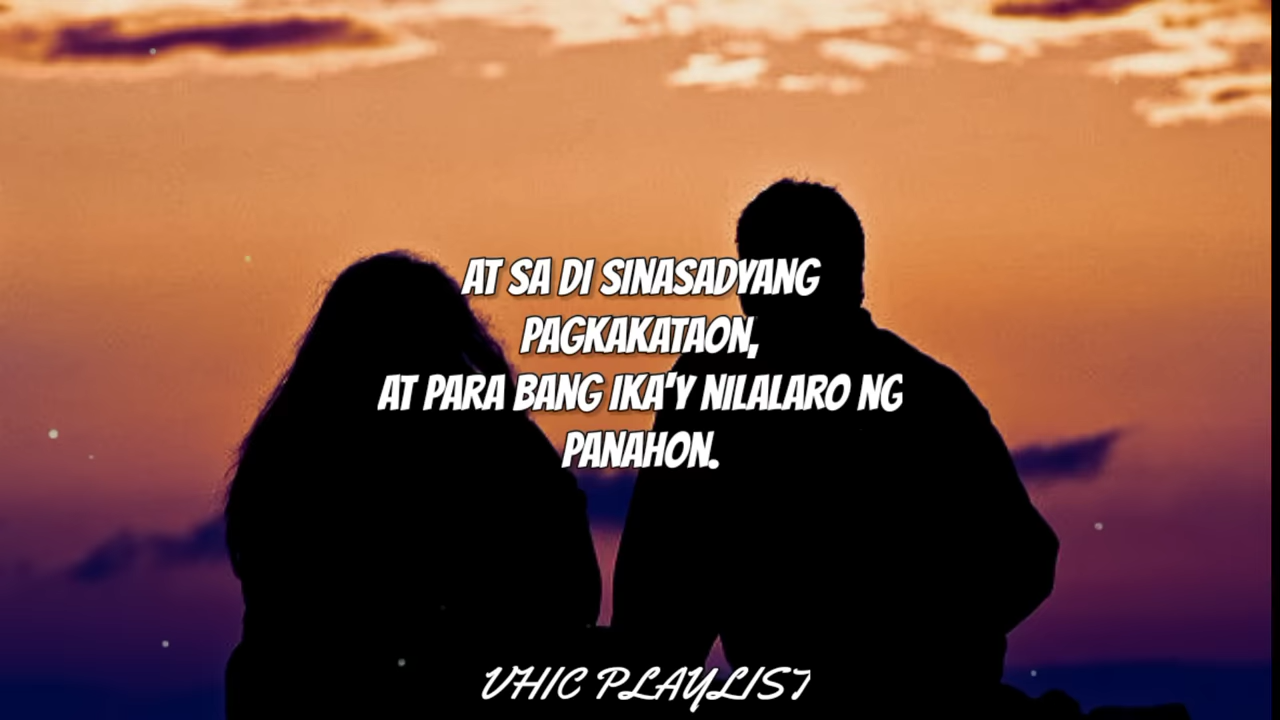 AT SA DI SINASADYANG
PAGKAKATAON,
AT PARA BANG IKA'Y NILALARO NG
PANAHON.
VHIC PLAYLIST